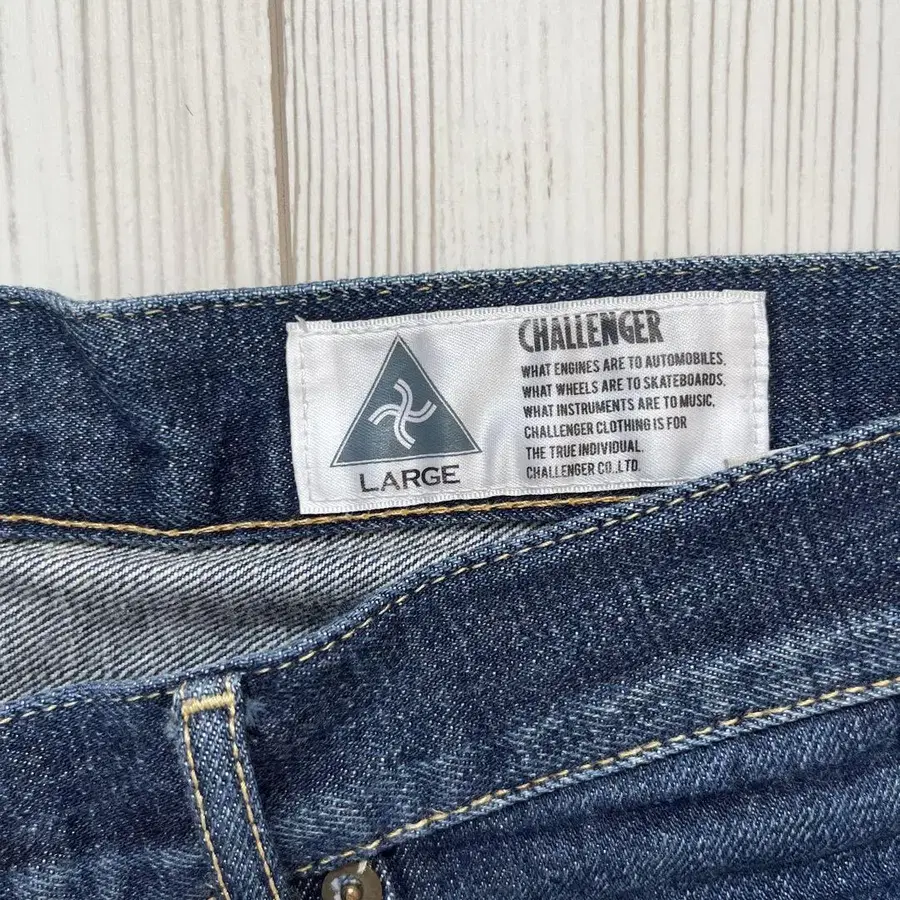 LARGE
CHALLENGER
WHAT ENGINES ARE TO AUTOMOBILES,
WHAT WHEELS ARE TO SKATEBOARDS,
WHAT INSTRUMENTS ARE TO MUSIC,
CHALLENGER CLOTHING IS FOR
THE TRUE INDIVIDUAL.
CHALLENGER CO.,LTD.